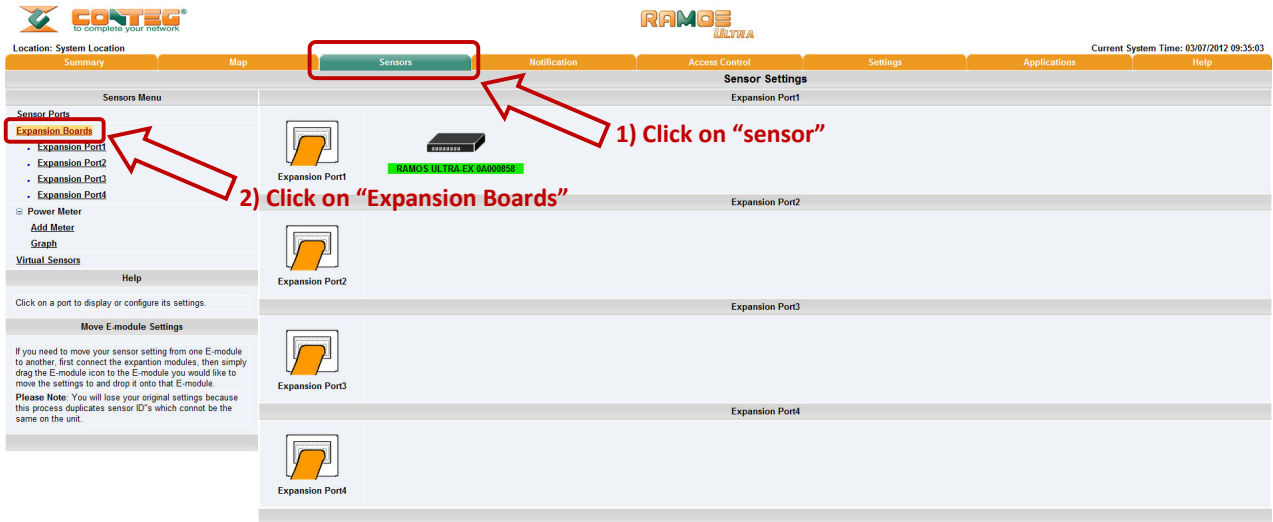 CONTEG®
to complete your network
RAMOS
ULTRA
Location: System Location
Current System Time: 03/07/2012 09:35:03
Summary Map Sensors Notification Access Control Settings Applications Help
Sensor Settings
Sensors Menu
Sensor Ports
Expansion Boards
Expansion Port1
Expansion Port2
Expansion Port3
Expansion Port4
Power Meter
Add Meter
Graph
Virtual Sensors
Help
Click on a port to display or configure its settings.
Move E-module Settings
If you need to move your sensor setting from one E-module
to another, first connect the expantion modules, then simply
drag the E-module icon to the E-module you would like to
move the settings to and drop it onto that E-module.
Please Note: You will lose your original settings because
this process duplicates sensor ID"s which connot be the
same on the unit.
Expansion Port1
Expansion Port1
RAMOS ULTRA-EX 0A000858
1) Click on “sensor”
2) Click on “Expansion Boards”
Expansion Port2
Expansion Port2
Expansion Port3
Expansion Port3
Expansion Port4
Expansion Port4